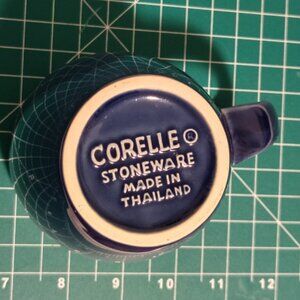 CORELLE
STONEWARE
MADE IN
THAILAND
7 8 9 10 11 12